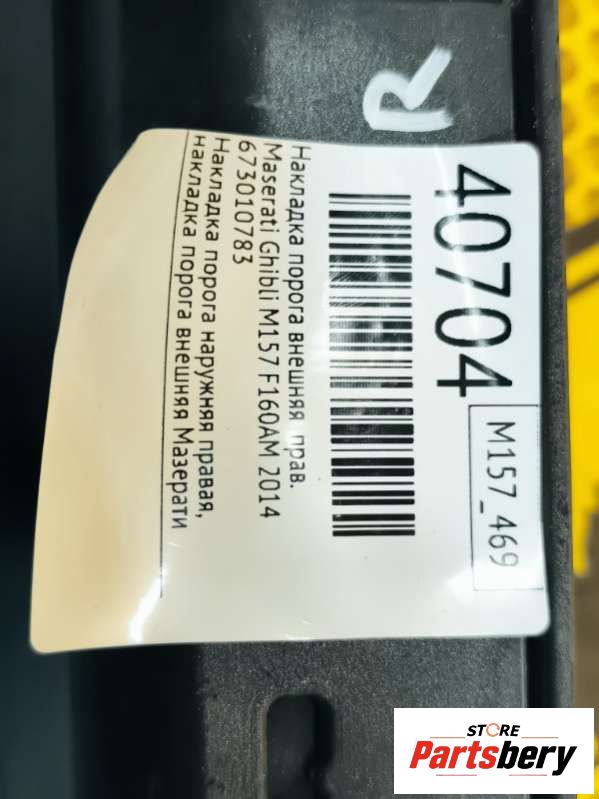 R
40704
M157_469
Накладка порога внешняя прав.
Maserati Ghibli M157 F160AM 2014
673010783
Накладка порога наружняя правая,
накладка порога внешняя Мазерати
STORE
Partsbery